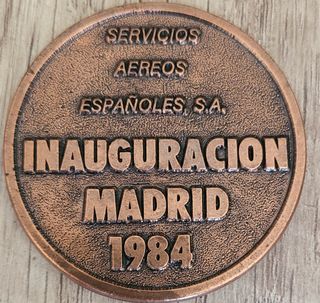 SERVICIOS
AEREOS
ESPAÑOLES, S.A.
INAUGURACION
MADRID
1984